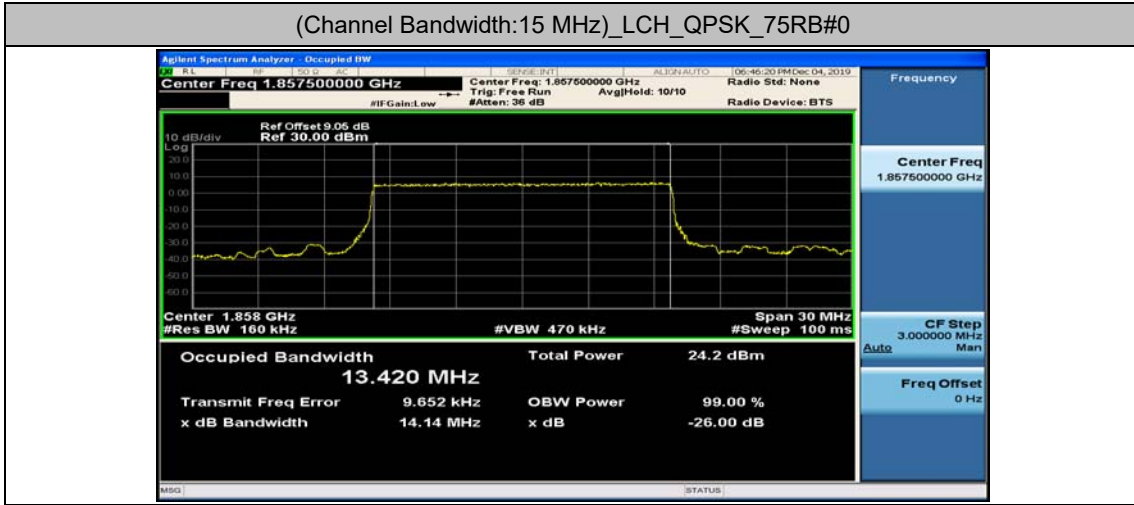 (Channel Bandwidth:15 MHz)_LCH_QPSK_75RB#0
Agilent Spectrum Analyzer - Occupied BW
RL RF 50 Ω AC SENSE:INT ALIGN AUTO 06:46:20 PM Dec 04, 2019
Center Freq 1.857500000 GHz
Center Freq: 1.857500000 GHz
Radio Std: None
Trig: Free Run Avg|Hold: 10/10
#IFGain:Low
#Atten: 36 dB
Radio Device: BTS
Ref Offset 9.05 dB
10 dB/div Ref 30.00 dBm
Log
20.0
10.0
0.00
-10.0
-20.0
-30.0
-40.0
-50.0
-60.0
Center 1.858 GHz Span 30 MHz
#Res BW 160 kHz #VBW 470 kHz #Sweep 100 ms
Occupied Bandwidth Total Power 24.2 dBm
13.420 MHz
Transmit Freq Error 9.652 kHz OBW Power 99.00 %
x dB Bandwidth 14.14 MHz x dB -26.00 dB
Frequency
Center Freq
1.857500000 GHz
CF Step
3.000000 MHz
Auto Man
Freq Offset
0 Hz
MSG STATUS